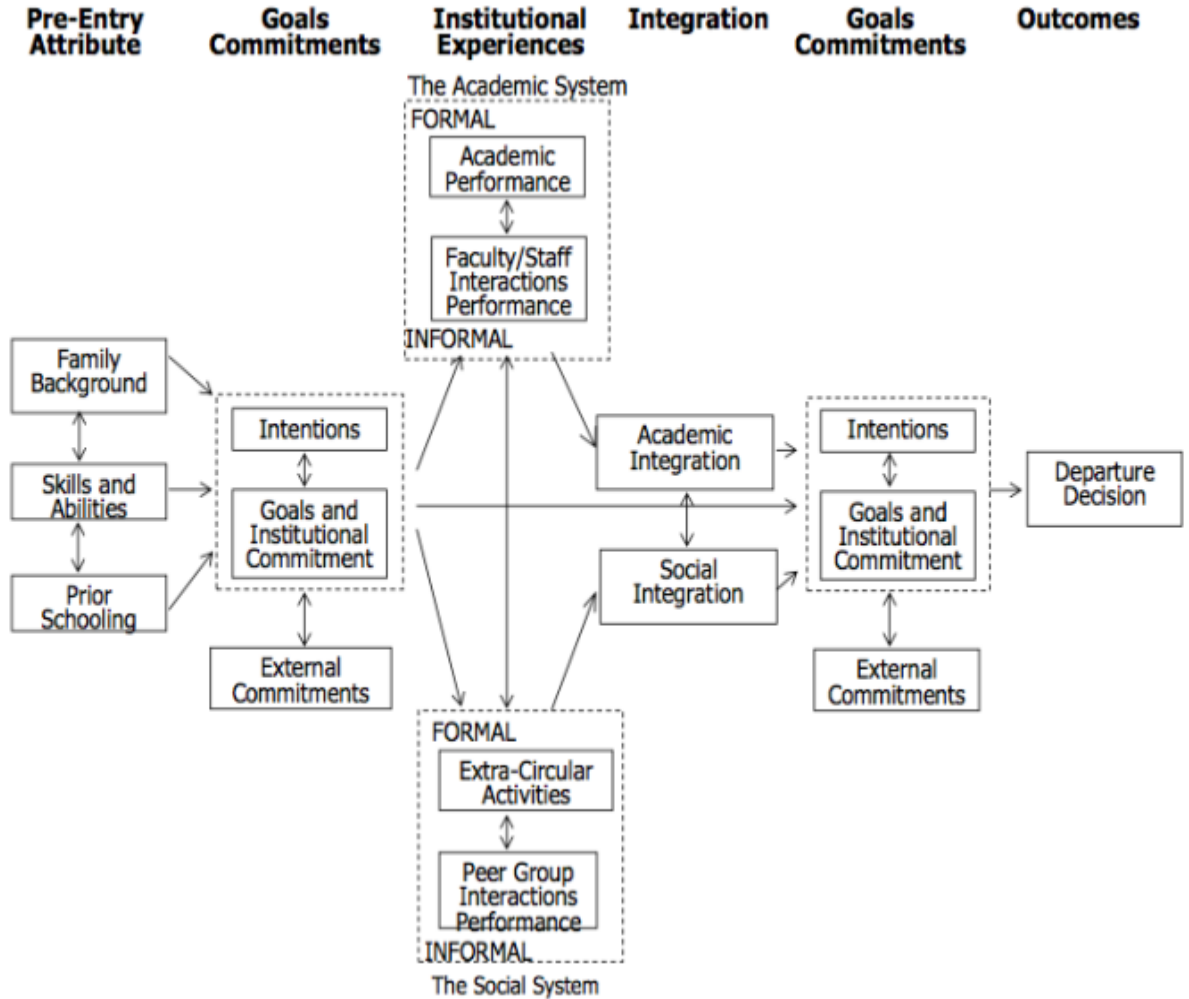 Pre-Entry
Attribute
Goals
Commitments
Institutional
Experiences
Integration
Goals
Commitments
Outcomes
The Academic System
FORMAL
Academic
Performance
Faculty/Staff
Interactions
Performance
INFORMAL
Family
Background
Skills and
Abilities
Prior
Schooling
Intentions
Goals and
Institutional
Commitment
External
Commitments
Academic
Integration
Social
Integration
Intentions
Goals and
Institutional
Commitment
External
Commitments
Departure
Decision
FORMAL
Extra-Circular
Activities
Peer Group
Interactions
Performance
INFORMAL
The Social System